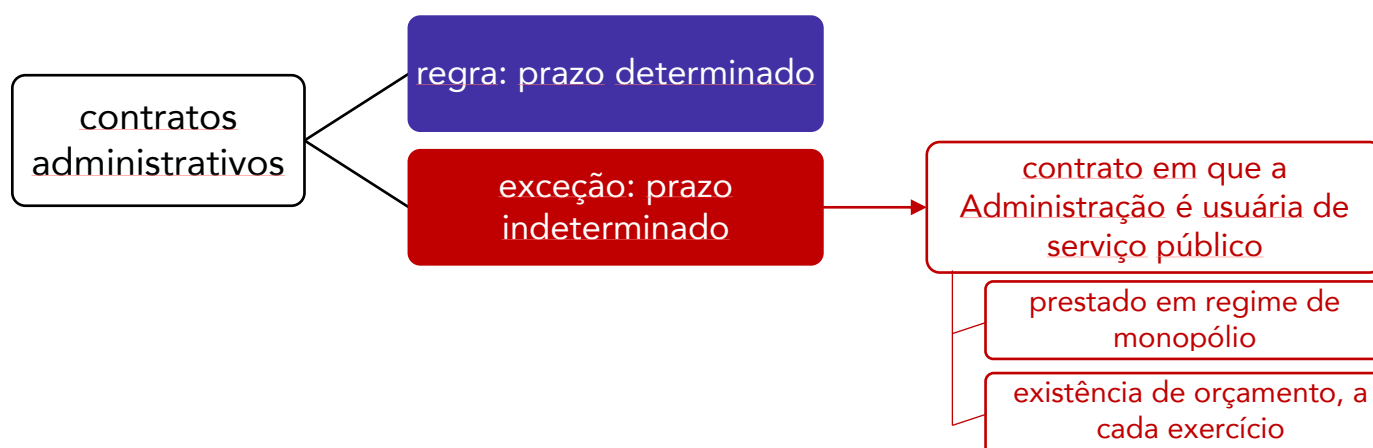 contratos
administrativos
regra: prazo determinado
exceção: prazo
indeterminado
contrato em que a
Administração é usuária de
serviço público
prestado em regime de
monopólio
existência de orçamento, a
cada exercício